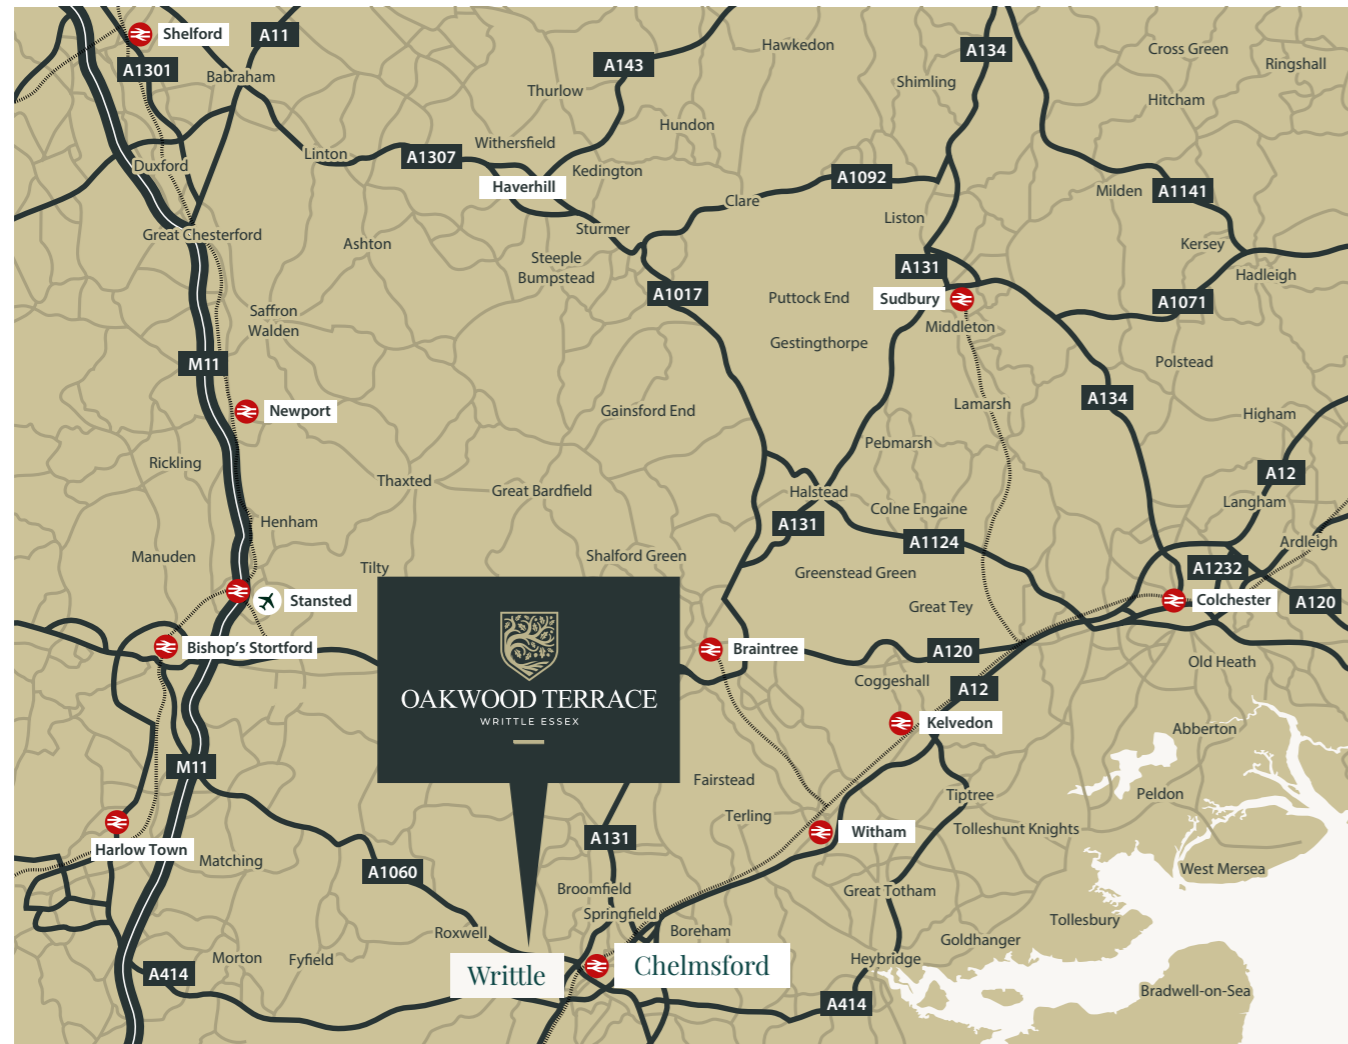 Shelford
A11
A134
Hawkedon
Cross Green
Ringshall
A1301
Babraham
A143
Thurlow
Shimling
Hitcham
Hundon
Withersfield
Linton
A1307
Duxford
Kedington
Haverhill
A1092
Milden
A1141
Clare
Liston
Sturmer
Great Chesterford
Ashton
Kersey
Steeple
Bumpstead
A131
Hadleigh
A1017
Puttock End
Sudbury
A1071
Saffron
Walden
Middleton
Gestingthorpe
M11
Polstead
A134
Newport
Gainsford End
Lamarsh
Higham
Pebmarsh
Rickling
A12
Thaxted
Great Bardfield
Halstead
Langham
Colne Engaine
Henham
A131
A1124
Ardleigh
Manuden
Tilty
Shalford Green
Greenstead Green
A1232
Stansted
Great Tey
Colchester
A120
Bishop's Stortford
Braintree
A120
Old Heath
Coggeshall
A12
OAKWOOD TERRACE
WRITTLE ESSEX
Kelvedon
Abberton
M11
Fairstead
Tiptree
Peldon
Terling
Witham
Tolleshunt Knights
Harlow Town
A131
Matching
A1060
West Mersea
Broomfield
Great Totham
Springfield
Tollesbury
Roxwell
Boreham
Goldhanger
Morton
Fyfield
Heybridge
A414
Writtle
Chelmsford
Bradwell-on-Sea
A414